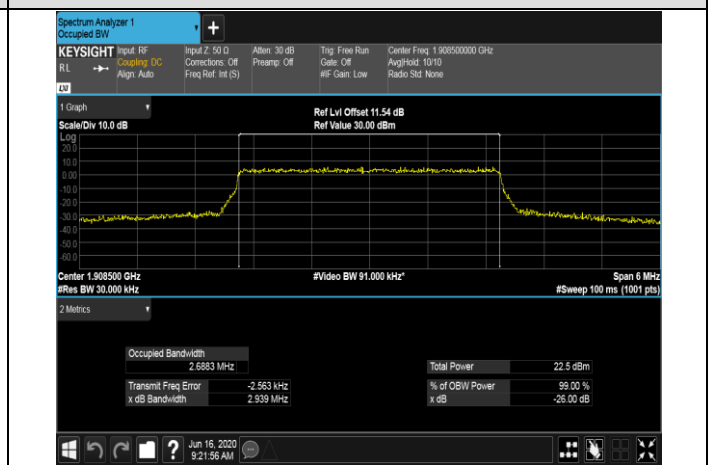 Spectrum Analyzer 1
Occupied BW
+
KEYSIGHT Input: RF Input Z: 50 Ω Atten: 30 dB Trig: Free Run Center Freq: 1.908500000 GHz
RL Coupling: DC Corrections: Off Preamp: Off Gate: Off Avg|Hold: 10/10
Align: Auto Freq Ref: Int (S) #IF Gain: Low Radio Std: None
LXI
1 Graph
Ref Lvl Offset 11.54 dB
Scale/Div 10.0 dB Ref Value 30.00 dBm
Log
20.0
10.0
0.00
-10.0
-20.0
-30.0
-40.0
-50.0
-60.0
Center 1.908500 GHz #Video BW 91.000 kHz* Span 6 MHz
#Res BW 30.000 kHz #Sweep 100 ms (1001 pts)
2 Metrics
Occupied Bandwidth
2.6883 MHz Total Power 22.5 dBm
Transmit Freq Error -2.563 kHz % of OBW Power 99.00 %
x dB Bandwidth 2.939 MHz x dB -26.00 dB
? Jun 16, 2020
9:21:56 AM